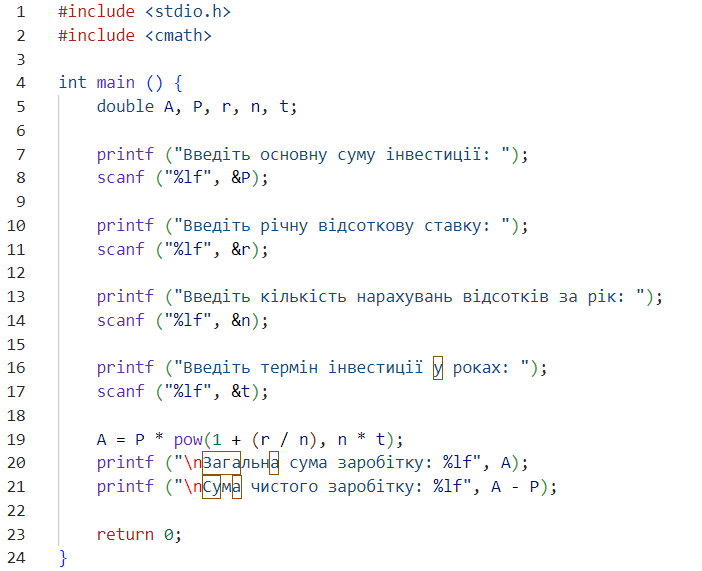 1 #include <stdio.h>
2 #include <cmath>
3
4 int main () {
5 double A, P, r, n, t;
6
7 printf ("Введіть основну суму інвестиції: ");
8 scanf ("%lf", &P);
9
10 printf ("Введіть річну відсоткову ставку: ");
11 scanf ("%lf", &r);
12
13 printf ("Введіть кількість нарахувань відсотків за рік: ");
14 scanf ("%lf", &n);
15
16 printf ("Введіть термін інвестиції у роках: ");
17 scanf ("%lf", &t);
18
19 A = P * pow(1 + (r / n), n * t);
20 printf ("\nЗагальна сума заробітку: %lf", A);
21 printf ("\nСума чистого заробітку: %lf", A - P);
22
23 return 0;
24 }